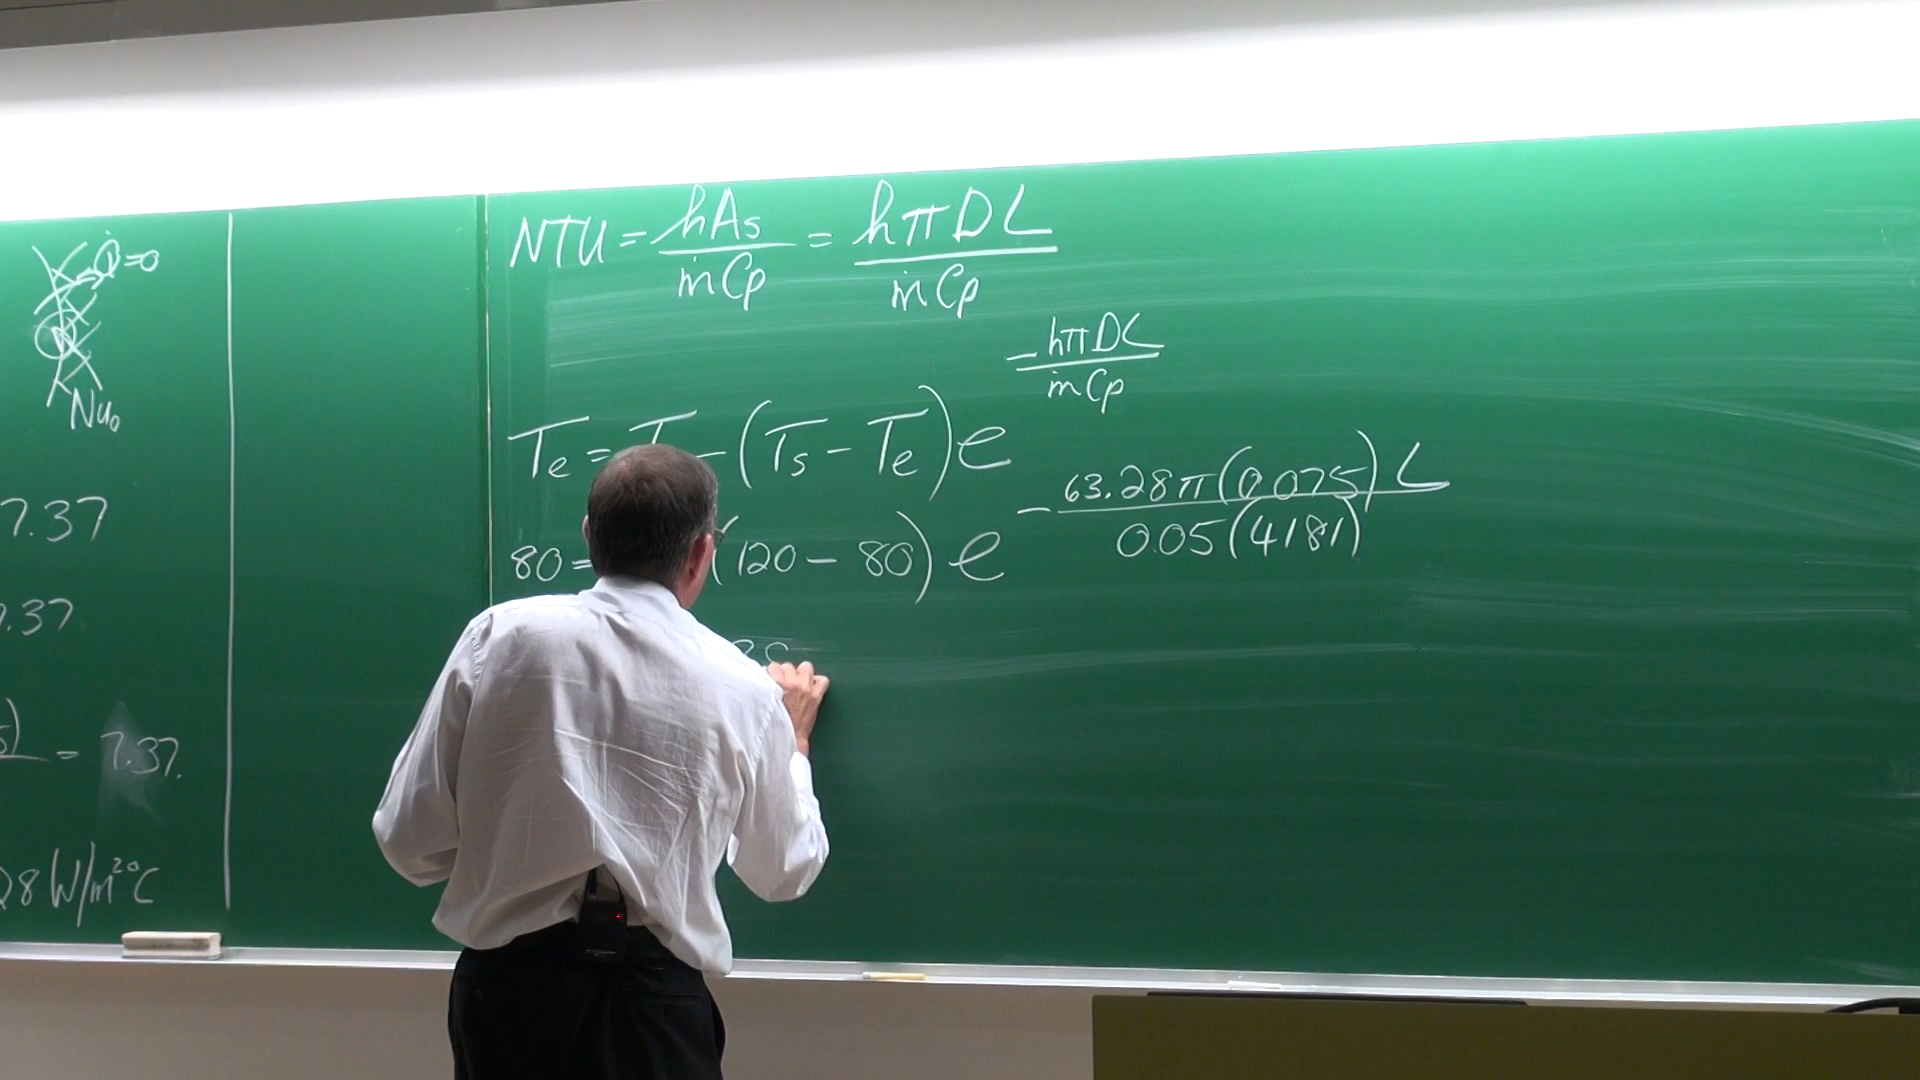 Q̇=0
Nu₀
7.37
.37
= 7.37.
28 W/m²°C
NTU = hAs/ṁCp = hπDL/ṁCp
Te = T - (Ts - Te) e^(-hπDL/ṁCp)
80 = (120 - 80) e^(-63.28π(0.075)L/0.05(4181))